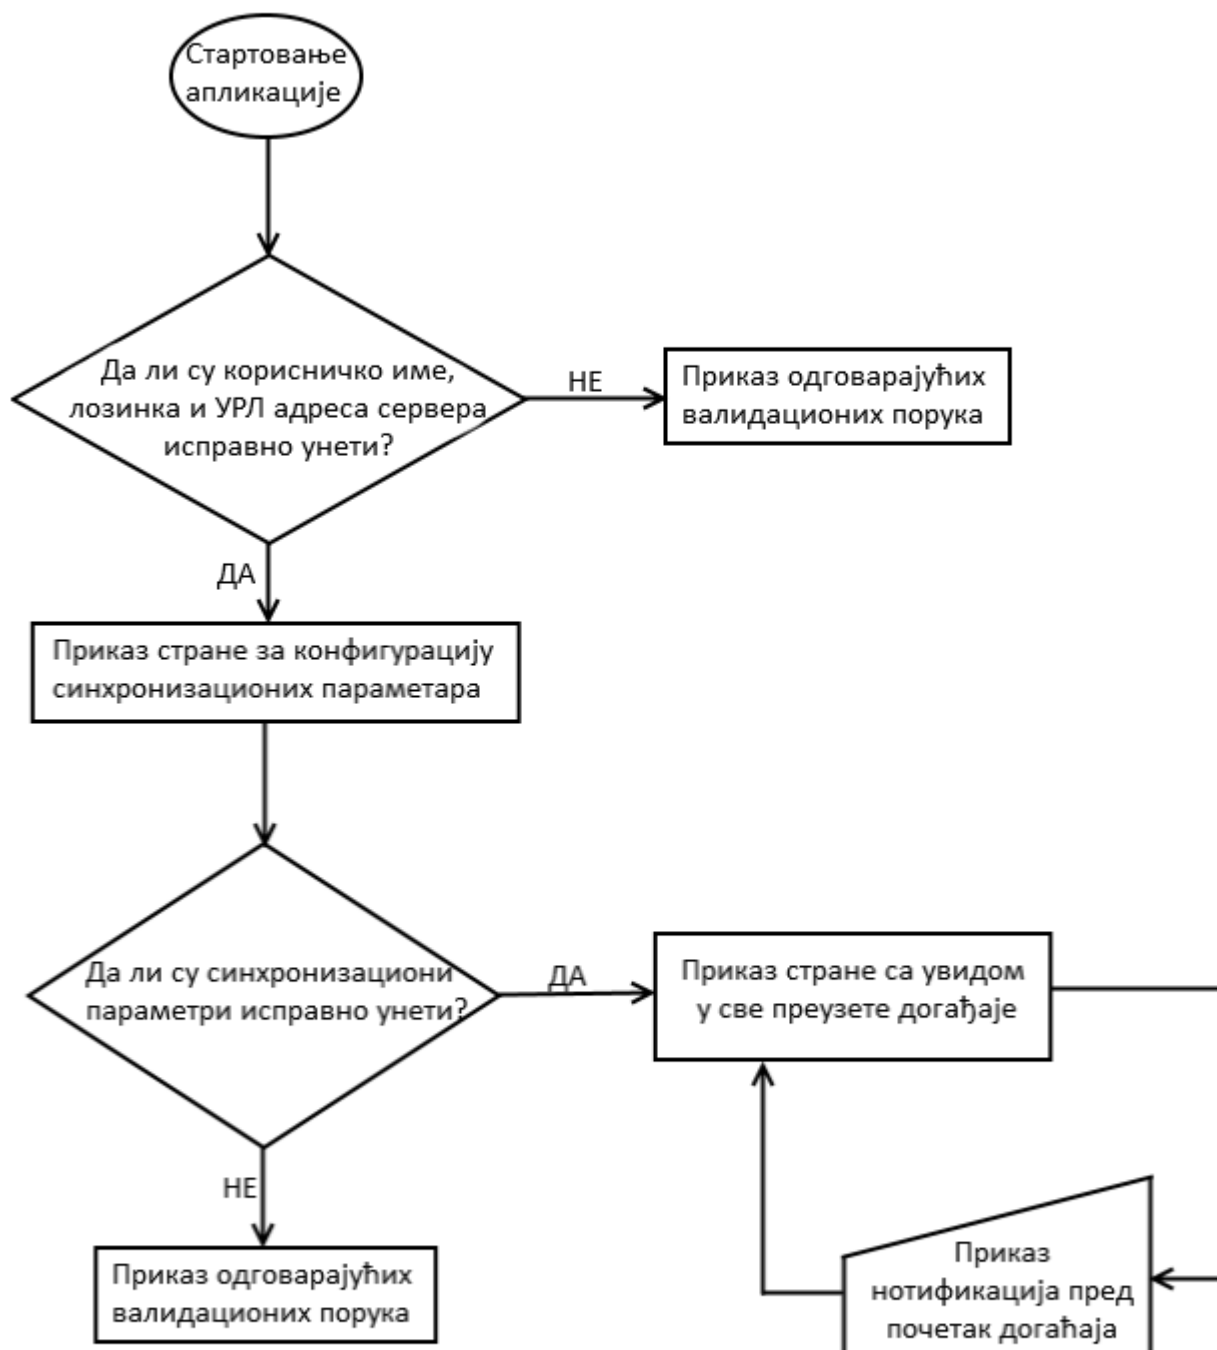 Стартовање
апликације
Да ли су корисничко име,
лозинка и УРЛ адреса сервера
исправно унети?
НЕ
Приказ одговарајућих
валидационих порука
ДА
Приказ стране за конфигурацију
синхронизационих параметара
Да ли су синхронизациони
параметри исправно унети?
ДА
Приказ стране са увидом
у све преузете догађаје
НЕ
Приказ одговарајућих
валидационих порука
Приказ
нотификација пред
почетак догађаја